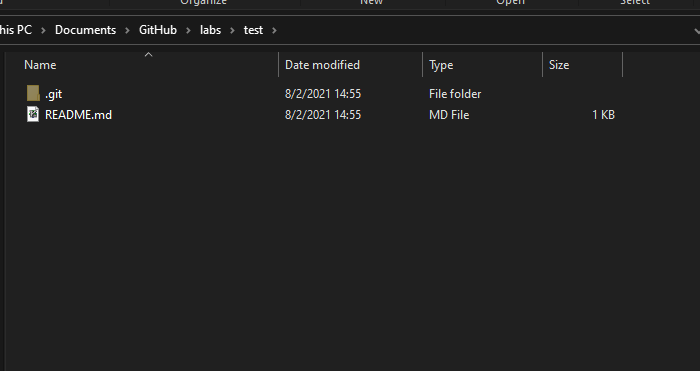 Organize New Open Select
his PC > Documents > GitHub > labs > test >
Name Date modified Type Size
.git 8/2/2021 14:55 File folder
README.md 8/2/2021 14:55 MD File 1 KB